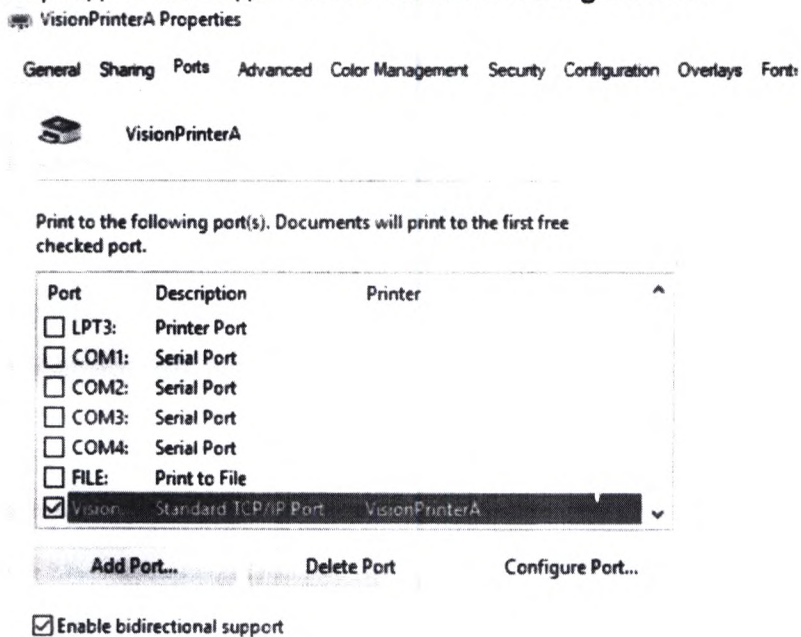 VisionPrinterA Properties
General Sharing Ports Advanced Color Management Security Configuration Overlays Font:
VisionPrinterA
Print to the following port(s). Documents will print to the first free
checked port.
Port Description Printer
LPT3: Printer Port
COM1: Serial Port
COM2: Serial Port
COM3: Serial Port
COM4: Serial Port
FILE: Print to File
Vision... Standard TCP/IP Port VisionPrinterA
Add Port... Delete Port Configure Port...
Enable bidirectional support